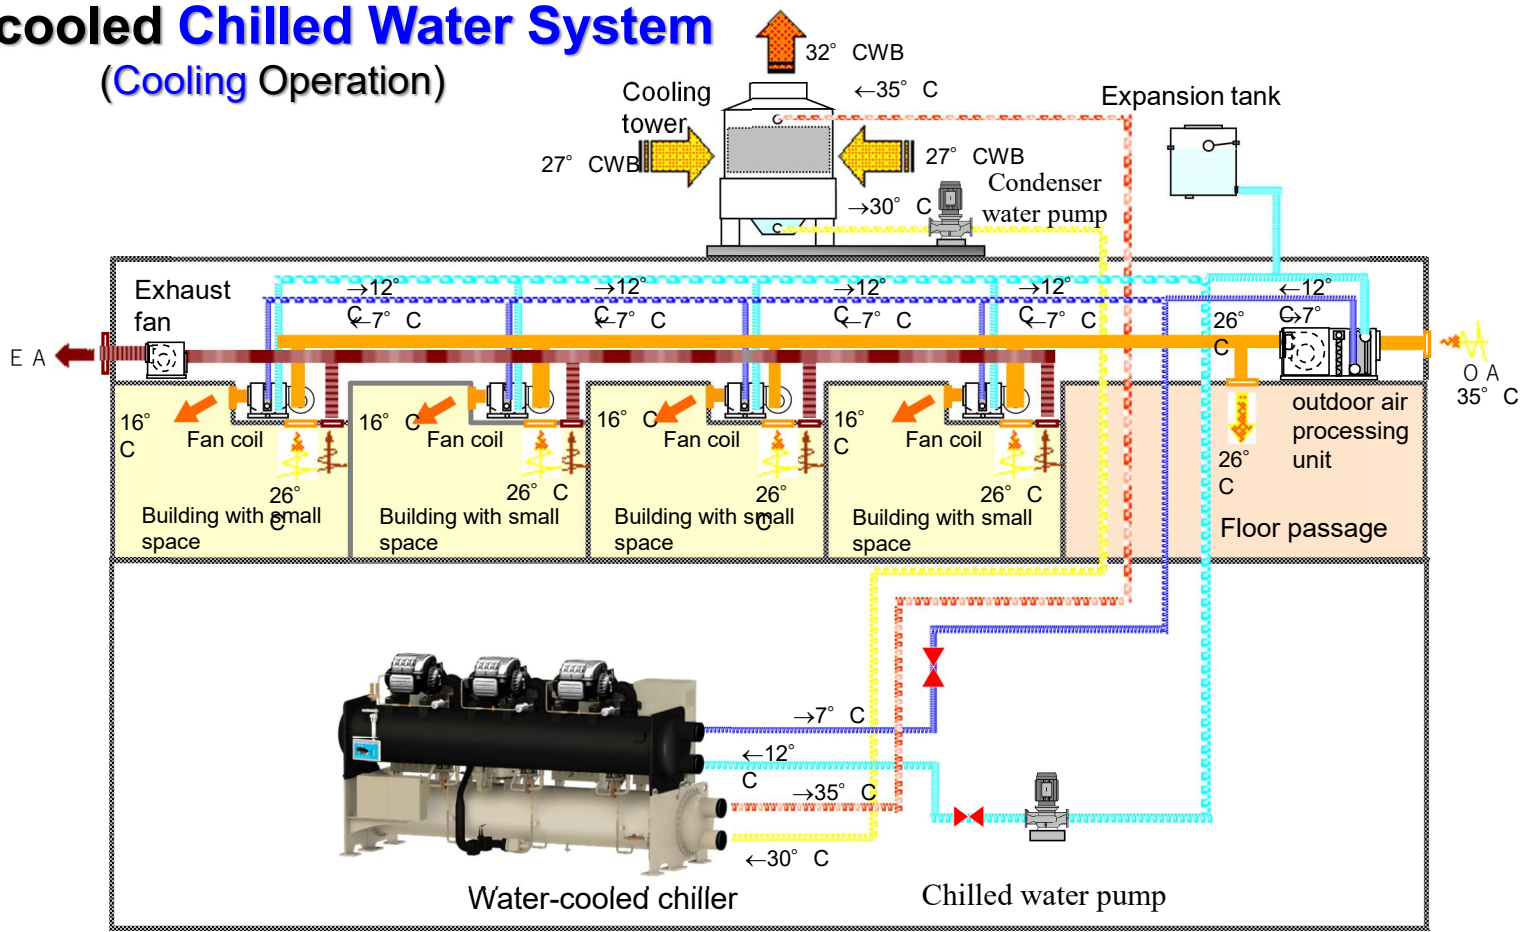 cooled Chilled Water System
(Cooling Operation)
32° CWB
←35° C
Cooling
tower
Expansion tank
27° CWB
27° CWB
Condenser
water pump
→30° C
Exhaust
fan
→12°
C
→12°
C
→12°
C
→12°
C
←12°
C
←7° C
←7° C
←7° C
←7° C
→7°
C
26°
C
E A
O A
35° C
16°
C
Fan coil
26°
C
Building with small
space
16° C
Fan coil
26° C
Building with small
space
16° C
Fan coil
26°
C
Building with small
space
16°
C
Fan coil
26° C
Building with small
space
outdoor air
processing
unit
26°
C
Floor passage
→7° C
←12°
C
→35° C
←30° C
Water-cooled chiller
Chilled water pump